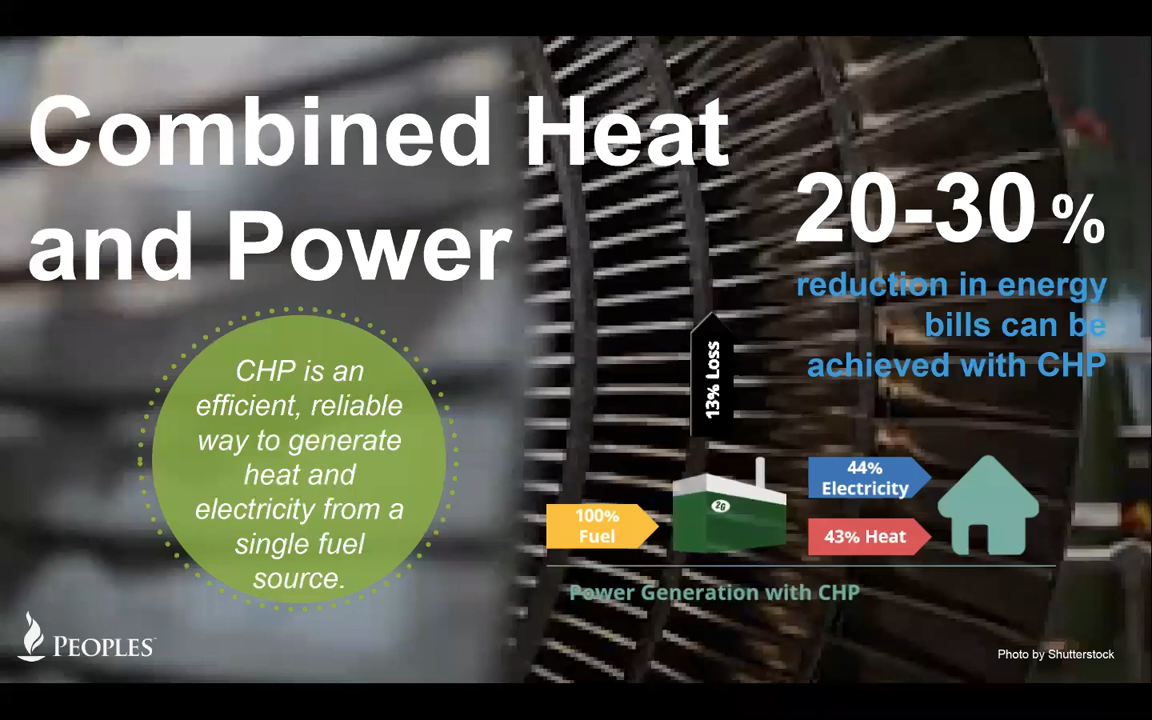 Combined Heat
and Power
20-30 %
reduction in energy
bills can be
achieved with CHP
CHP is an
efficient, reliable
way to generate
heat and
electricity from a
single fuel
source.
13% Loss
100%
Fuel
2G
44%
Electricity
43% Heat
Power Generation with CHP
PEOPLES
Photo by Shutterstock